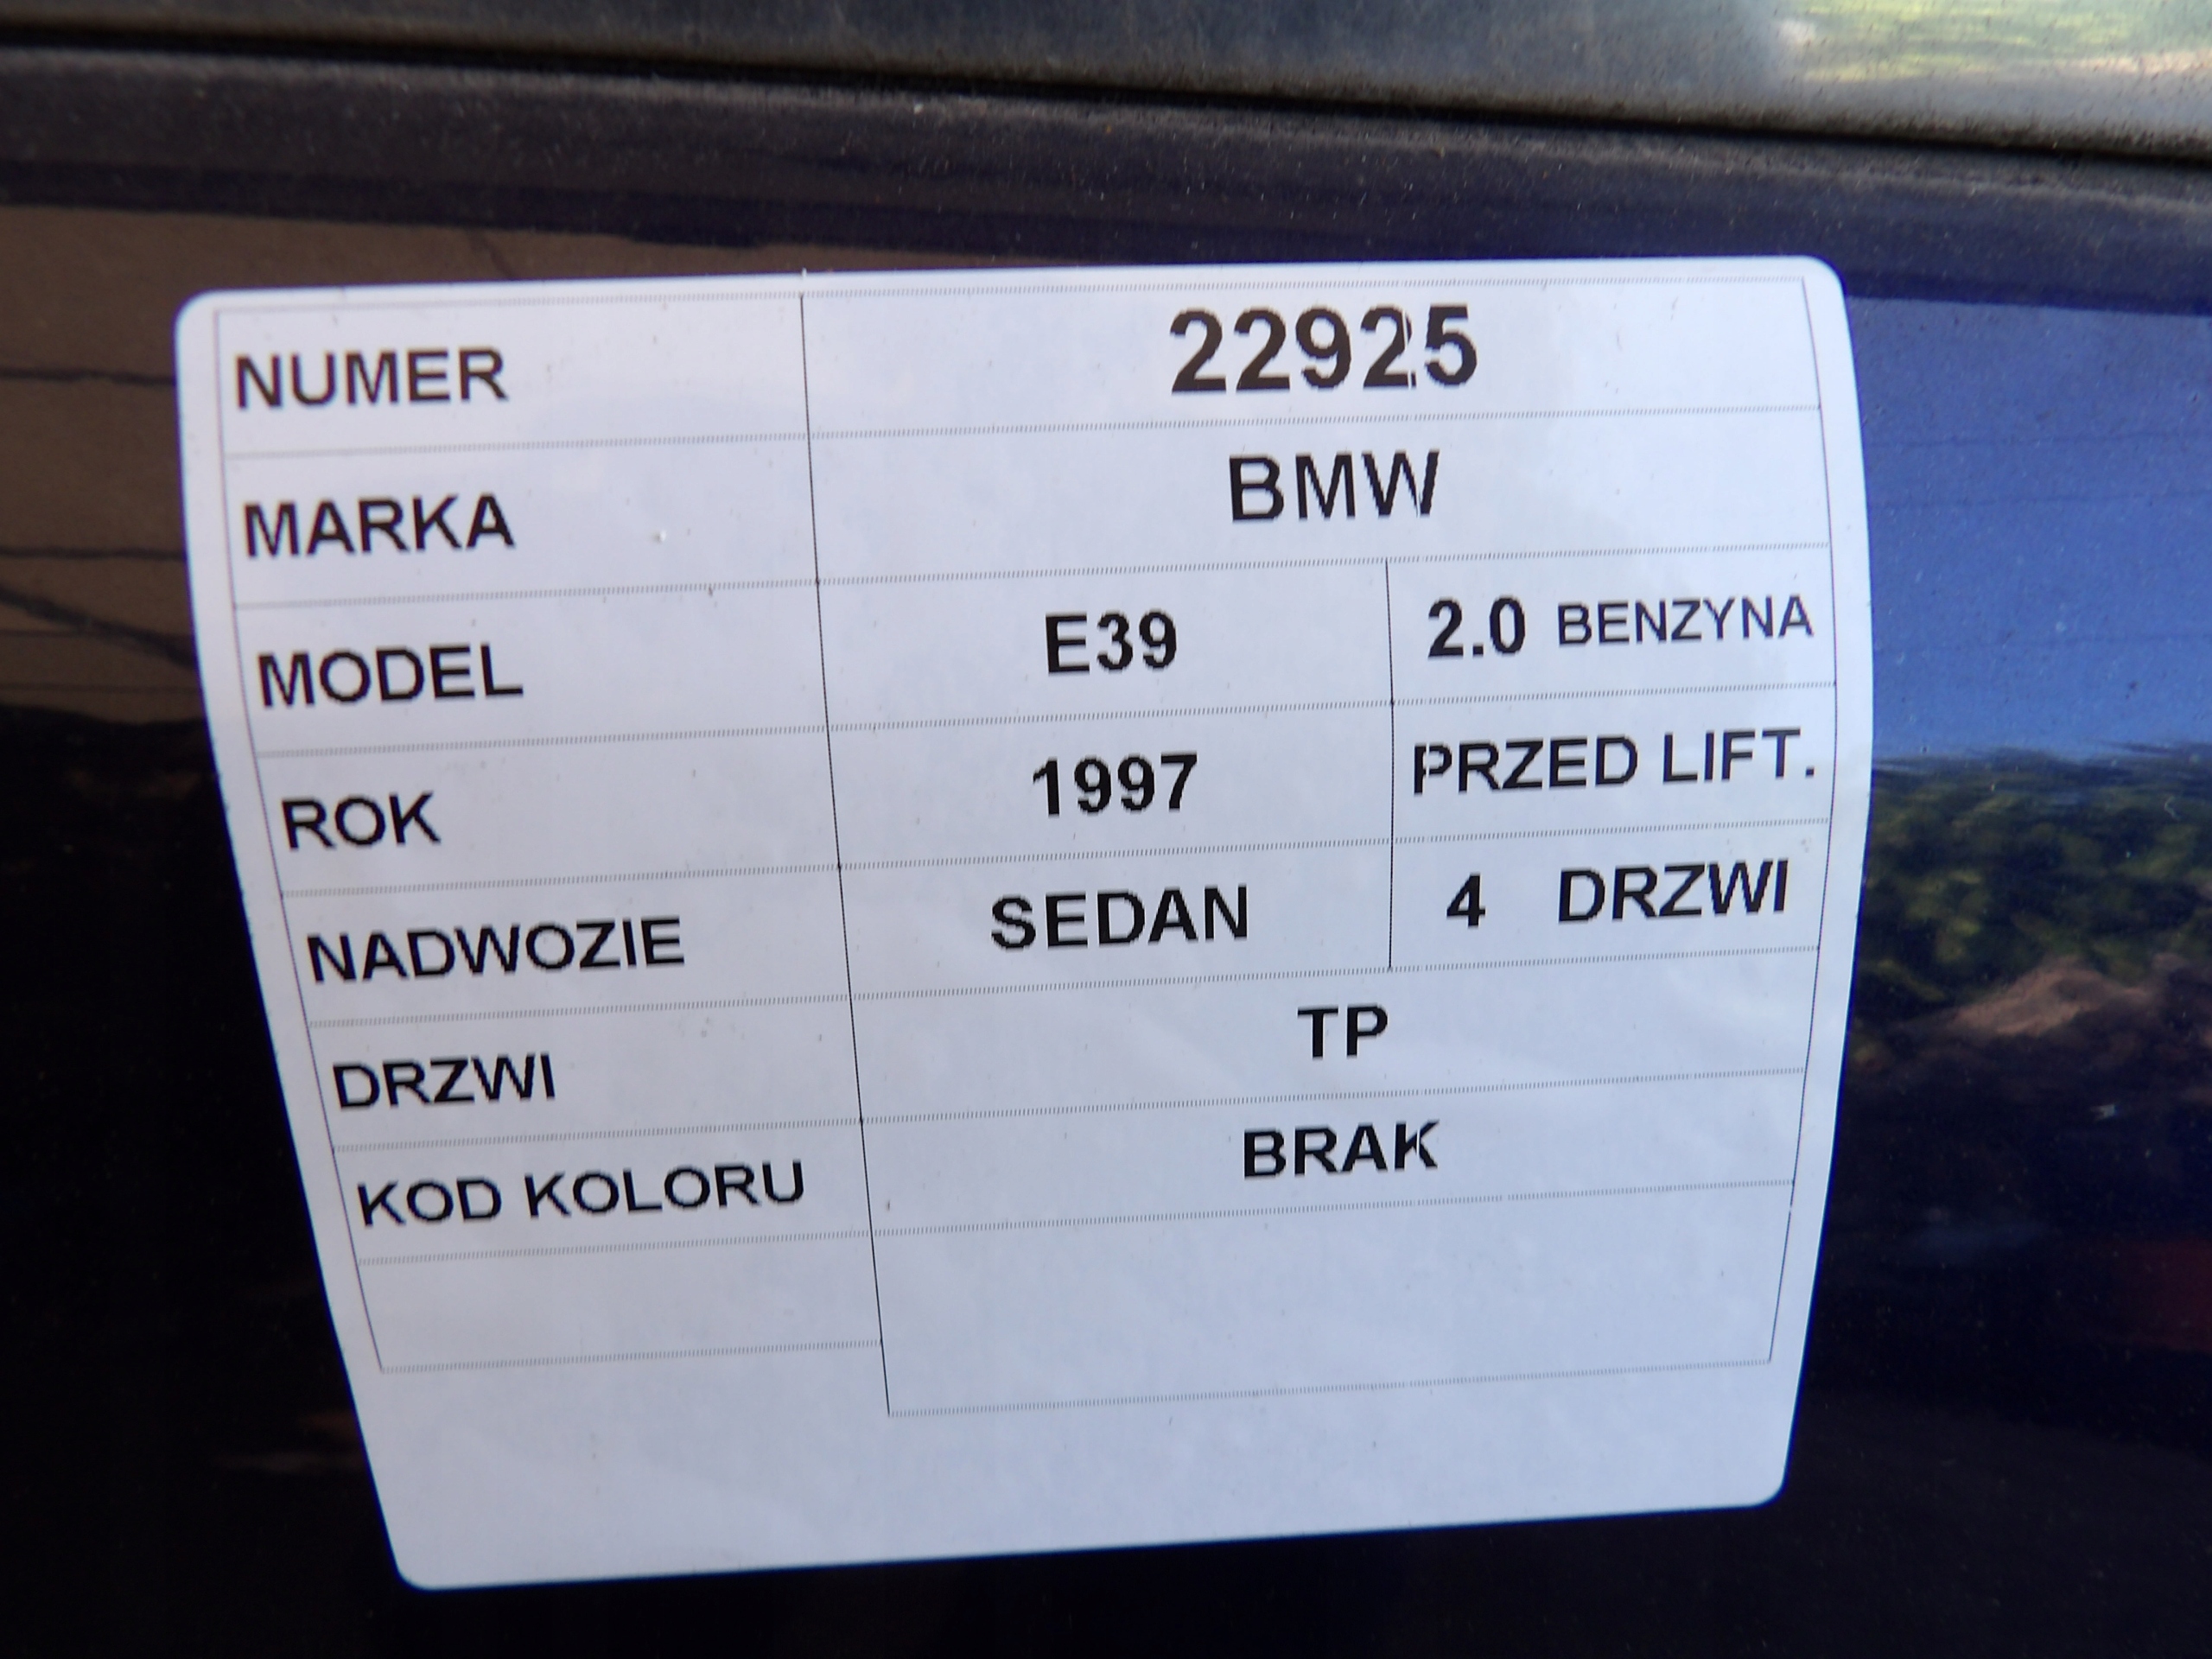 NUMER 22925
MARKA BMW
MODEL E39 2.0 BENZYNA
ROK 1997 PRZED LIFT.
NADWOZIE SEDAN 4 DRZWI
DRZWI TP
KOD KOLORU BRAK